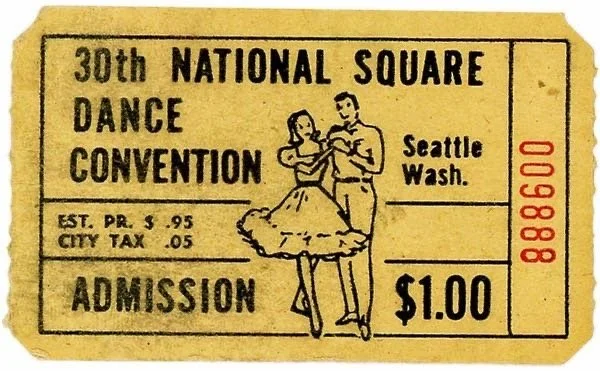 30th NATIONAL SQUARE
DANCE
CONVENTION
Seattle
Wash.
EST. PR. $ .95
CITY TAX .05
ADMISSION
$1.00
009888